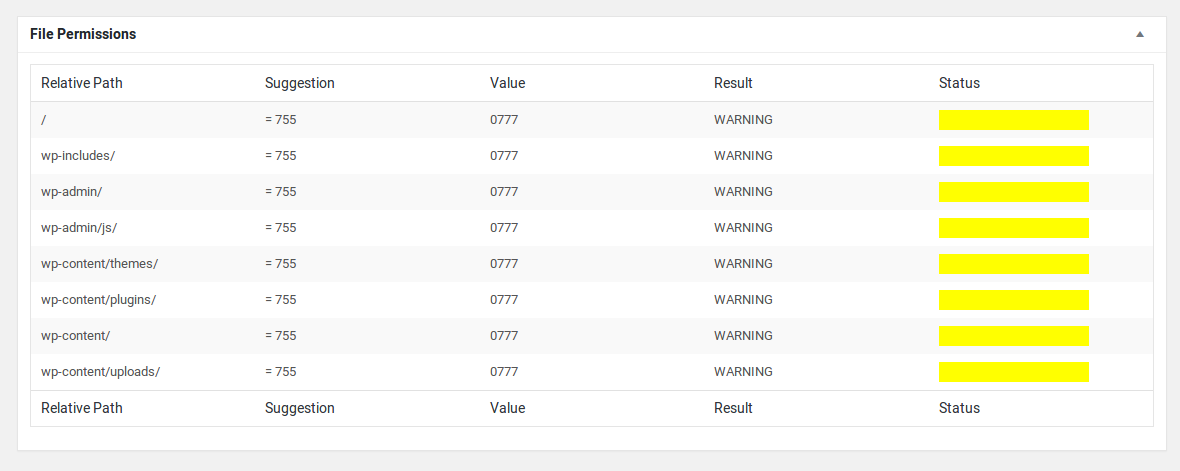 File Permissions
Relative Path Suggestion Value Result Status
/ = 755 0777 WARNING
wp-includes/ = 755 0777 WARNING
wp-admin/ = 755 0777 WARNING
wp-admin/js/ = 755 0777 WARNING
wp-content/themes/ = 755 0777 WARNING
wp-content/plugins/ = 755 0777 WARNING
wp-content/ = 755 0777 WARNING
wp-content/uploads/ = 755 0777 WARNING
Relative Path Suggestion Value Result Status